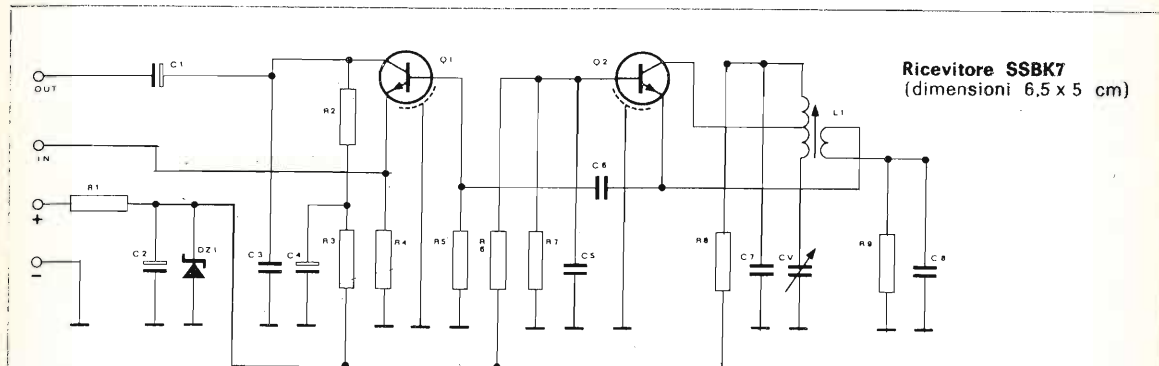 Ricevitore SSBK7
(dimensioni 6,5 x 5 cm)
C1
Q1
Q2
OUT
R2
L1
IN
C6
R1
+
R3
R4
R5
R6
R7
R8
R9
C2
DZ1
C3
C4
C5
C7
CV
C8
-